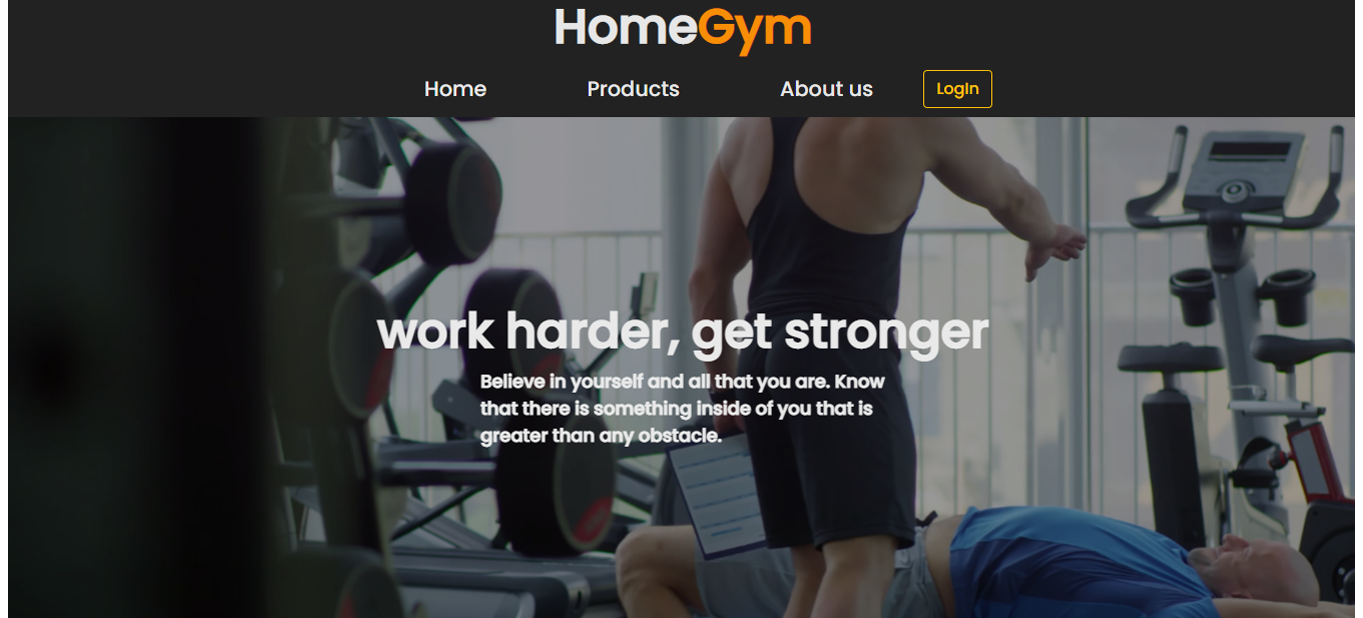 HomeGym
Home Products About us LogIn
work harder, get stronger
Believe in yourself and all that you are. Know
that there is something inside of you that is
greater than any obstacle.